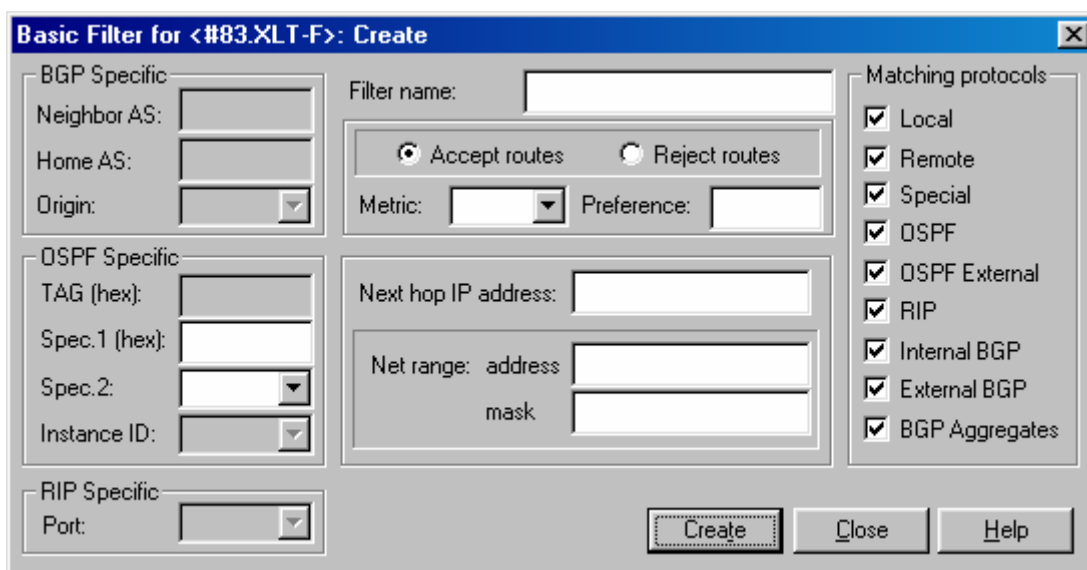 Basic Filter for <#83.XLT-F>: Create
BGP Specific
Neighbor AS:
Home AS:
Origin:
OSPF Specific
TAG (hex):
Spec.1 (hex):
Spec.2:
Instance ID:
RIP Specific
Port:
Filter name:
Accept routes Reject routes
Metric: Preference:
Next hop IP address:
Net range: address
mask
Matching protocols
Local
Remote
Special
OSPF
OSPF External
RIP
Internal BGP
External BGP
BGP Aggregates
Create Close Help